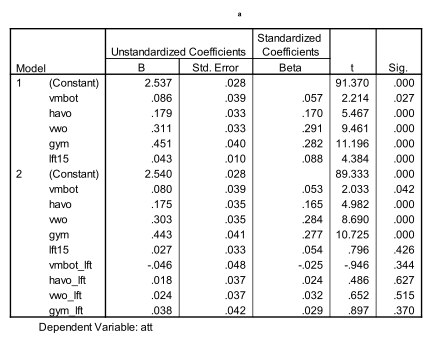 a
Unstandardized Coefficients Standardized Coefficients
Model B Std. Error Beta t Sig.
1 (Constant) 2.537 .028 91.370 .000
vmbot .086 .039 .057 2.214 .027
havo .179 .033 .170 5.467 .000
vwo .311 .033 .291 9.461 .000
gym .451 .040 .282 11.196 .000
lft15 .043 .010 .088 4.384 .000
2 (Constant) 2.540 .028 89.333 .000
vmbot .080 .039 .053 2.033 .042
havo .175 .035 .165 4.982 .000
vwo .303 .035 .284 8.690 .000
gym .443 .041 .277 10.725 .000
lft15 .027 .033 .054 .796 .426
vmbot_lft -.046 .048 -.025 -.946 .344
havo_lft .018 .037 .024 .486 .627
vwo_lft .024 .037 .032 .652 .515
gym_lft .038 .042 .029 .897 .370
Dependent Variable: att